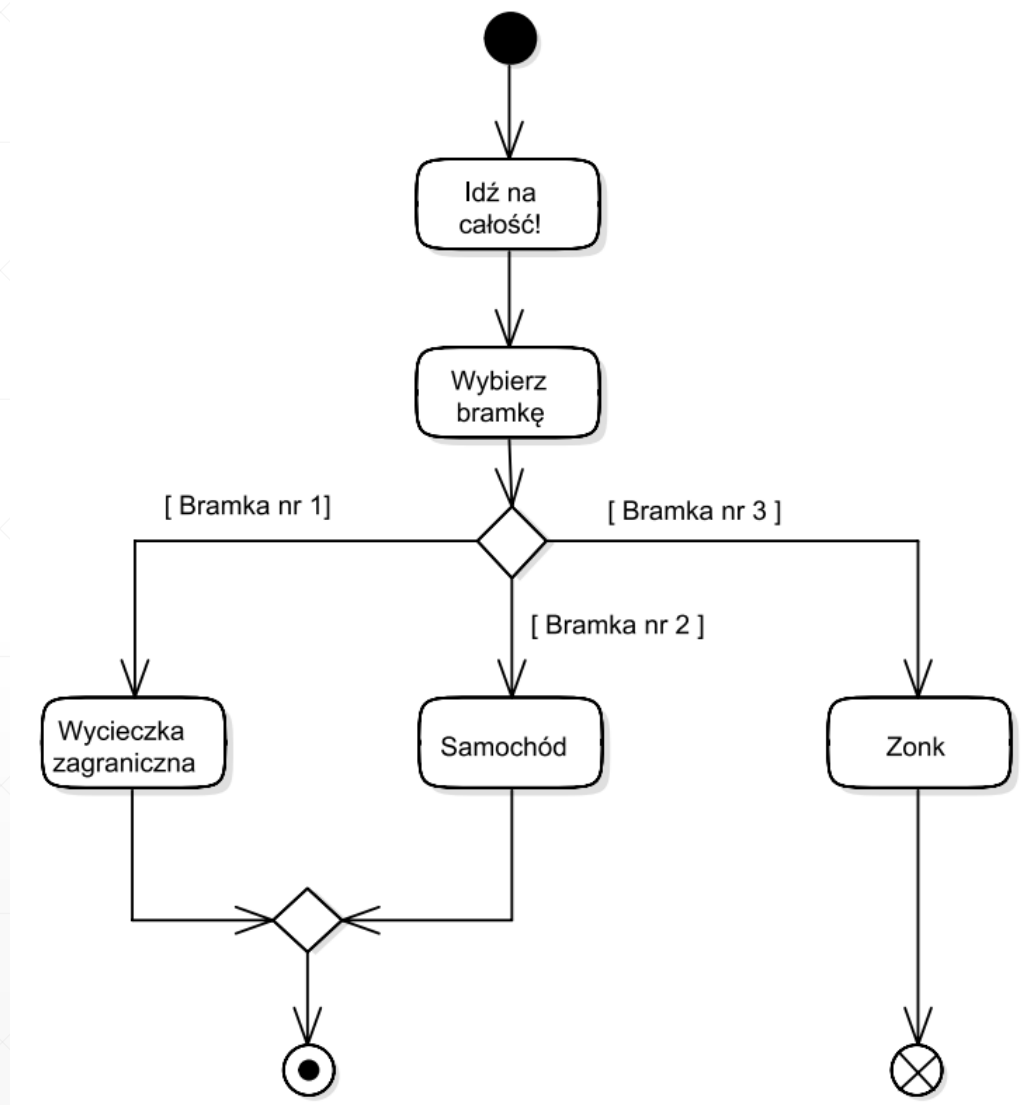 Idź na
całość!
Wybierz
bramkę
[ Bramka nr 1]
[ Bramka nr 3 ]
[ Bramka nr 2 ]
Wycieczka
zagraniczna
Samochód
Zonk